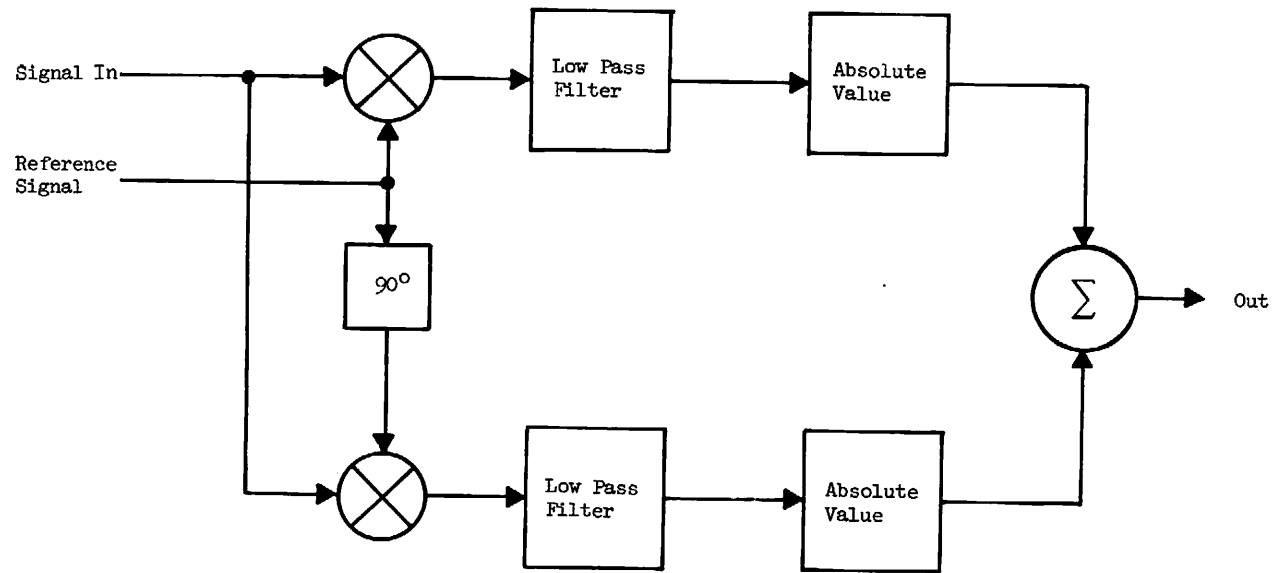 Signal In
Low Pass
Filter
Absolute
Value
Reference
Signal
90°
Σ
Out
Low Pass
Filter
Absolute
Value